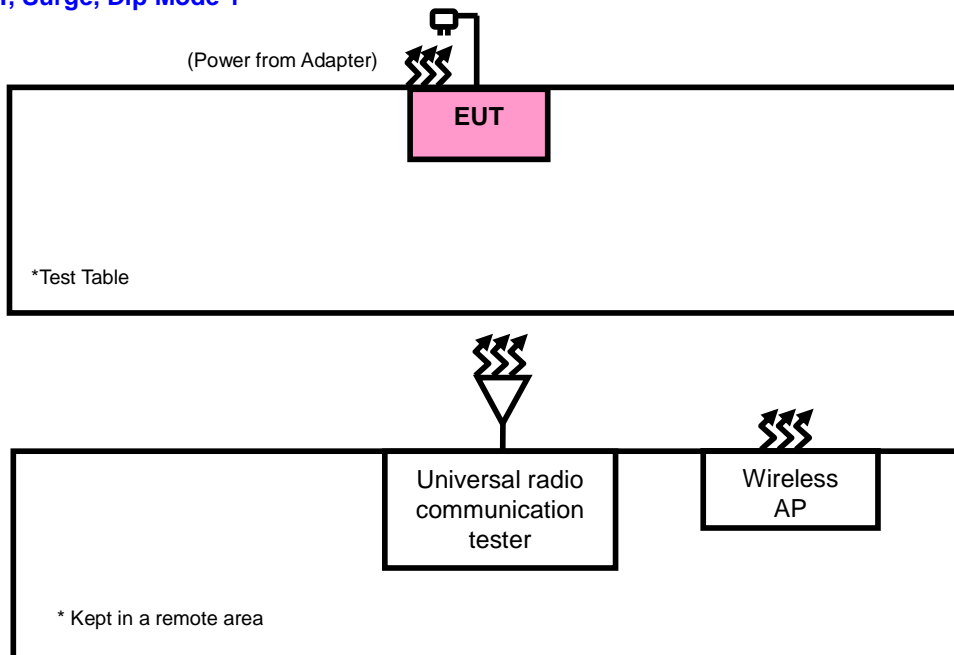 Surge, Dip Mode 1
(Power from Adapter)
EUT
*Test Table
Universal radio
communication
tester
Wireless
AP
* Kept in a remote area